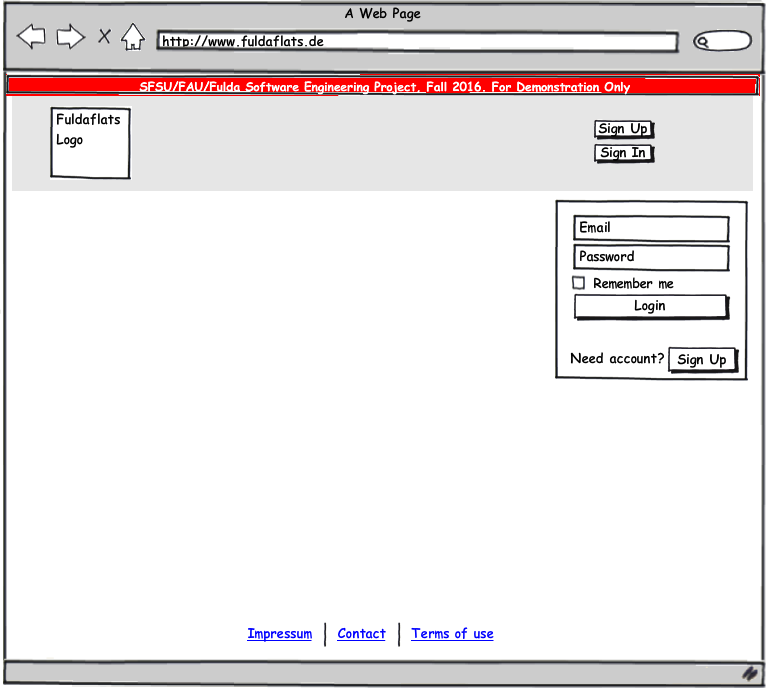 A Web Page
http://www.fuldaflats.de
SFSU/FAU/Fulda Software Engineering Project, Fall 2016. For Demonstration Only
Fuldaflats
Logo
Sign Up
Sign In
Email
Password
Remember me
Login
Need account? Sign Up
Impressum Contact Terms of use